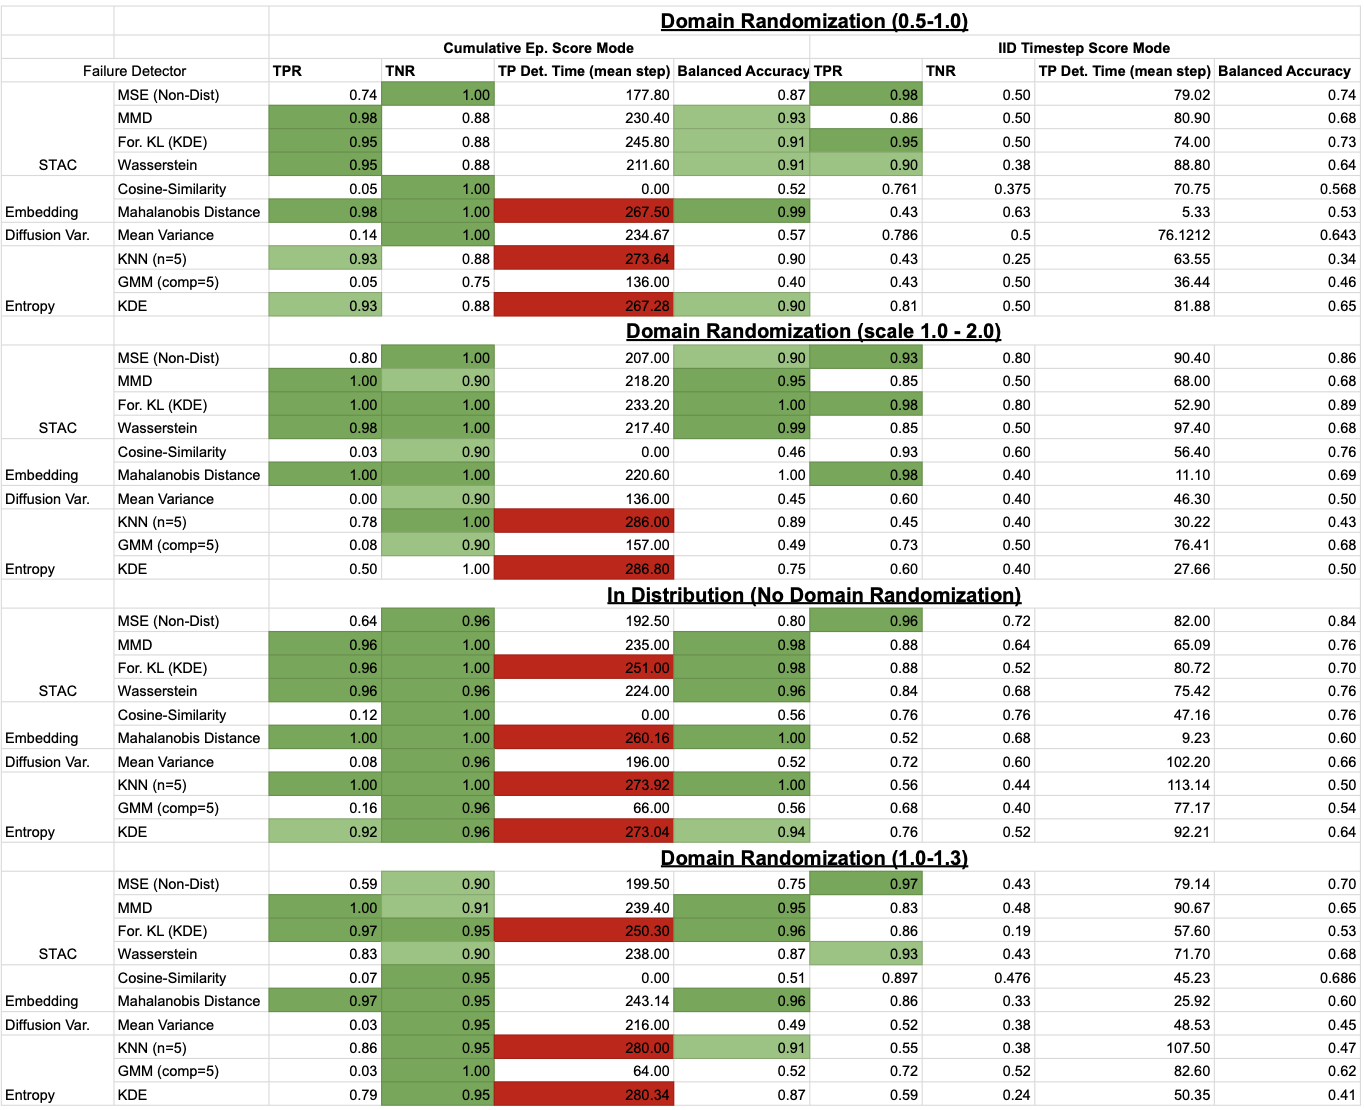 Domain Randomization (0.5-1.0)
Cumulative Ep. Score Mode IID Timestep Score Mode
Failure Detector TPR TNR TP Det. Time (mean step) Balanced Accuracy TPR TNR TP Det. Time (mean step) Balanced Accuracy
MSE (Non-Dist) 0.74 1.00 177.80 0.87 0.98 0.50 79.02 0.74
MMD 0.98 0.88 230.40 0.93 0.86 0.50 80.90 0.68
For. KL (KDE) 0.95 0.88 245.80 0.91 0.95 0.50 74.00 0.73
STAC Wasserstein 0.95 0.88 211.60 0.91 0.90 0.38 88.80 0.64
Cosine-Similarity 0.05 1.00 0.00 0.52 0.761 0.375 70.75 0.568
Embedding Mahalanobis Distance 0.98 1.00 267.50 0.99 0.43 0.63 5.33 0.53
Diffusion Var. Mean Variance 0.14 1.00 234.67 0.57 0.786 0.5 76.1212 0.643
KNN (n=5) 0.93 0.88 273.64 0.90 0.43 0.25 63.55 0.34
GMM (comp=5) 0.05 0.75 136.00 0.40 0.43 0.50 36.44 0.46
Entropy KDE 0.93 0.88 267.28 0.90 0.81 0.50 81.88 0.65
Domain Randomization (scale 1.0 - 2.0)
MSE (Non-Dist) 0.80 1.00 207.00 0.90 0.93 0.80 90.40 0.86
MMD 1.00 0.90 218.20 0.95 0.85 0.50 68.00 0.68
For. KL (KDE) 1.00 1.00 233.20 1.00 0.98 0.80 52.90 0.89
STAC Wasserstein 0.98 1.00 217.40 0.99 0.85 0.50 97.40 0.68
Cosine-Similarity 0.03 0.90 0.00 0.46 0.93 0.60 56.40 0.76
Embedding Mahalanobis Distance 1.00 1.00 220.60 1.00 0.98 0.40 11.10 0.69
Diffusion Var. Mean Variance 0.00 0.90 136.00 0.45 0.60 0.40 46.30 0.50
KNN (n=5) 0.78 1.00 286.00 0.89 0.45 0.40 30.22 0.43
GMM (comp=5) 0.08 0.90 157.00 0.49 0.73 0.50 76.41 0.68
Entropy KDE 0.50 1.00 286.80 0.75 0.60 0.40 27.66 0.50
In Distribution (No Domain Randomization)
MSE (Non-Dist) 0.64 0.96 192.50 0.80 0.96 0.72 82.00 0.84
MMD 0.96 1.00 235.00 0.98 0.88 0.64 65.09 0.76
For. KL (KDE) 0.96 1.00 251.00 0.98 0.88 0.52 80.72 0.70
STAC Wasserstein 0.96 0.96 224.00 0.96 0.84 0.68 75.42 0.76
Cosine-Similarity 0.12 1.00 0.00 0.56 0.76 0.76 47.16 0.76
Embedding Mahalanobis Distance 1.00 1.00 260.16 1.00 0.52 0.68 9.23 0.60
Diffusion Var. Mean Variance 0.08 0.96 196.00 0.52 0.72 0.60 102.20 0.66
KNN (n=5) 1.00 1.00 273.92 1.00 0.56 0.44 113.14 0.50
GMM (comp=5) 0.16 0.96 66.00 0.56 0.68 0.40 77.17 0.54
Entropy KDE 0.92 0.96 273.04 0.94 0.76 0.52 92.21 0.64
Domain Randomization (1.0-1.3)
MSE (Non-Dist) 0.59 0.90 199.50 0.75 0.97 0.43 79.14 0.70
MMD 1.00 0.91 239.40 0.95 0.83 0.48 90.67 0.65
For. KL (KDE) 0.97 0.95 250.30 0.96 0.86 0.19 57.60 0.53
STAC Wasserstein 0.83 0.90 238.00 0.87 0.93 0.43 71.70 0.68
Cosine-Similarity 0.07 0.95 0.00 0.51 0.897 0.476 45.23 0.686
Embedding Mahalanobis Distance 0.97 0.95 243.14 0.96 0.86 0.33 25.92 0.60
Diffusion Var. Mean Variance 0.03 0.95 216.00 0.49 0.52 0.38 48.53 0.45
KNN (n=5) 0.86 0.95 280.00 0.91 0.55 0.38 107.50 0.47
GMM (comp=5) 0.03 1.00 64.00 0.52 0.72 0.52 82.60 0.62
Entropy KDE 0.79 0.95 280.34 0.87 0.59 0.24 50.35 0.41